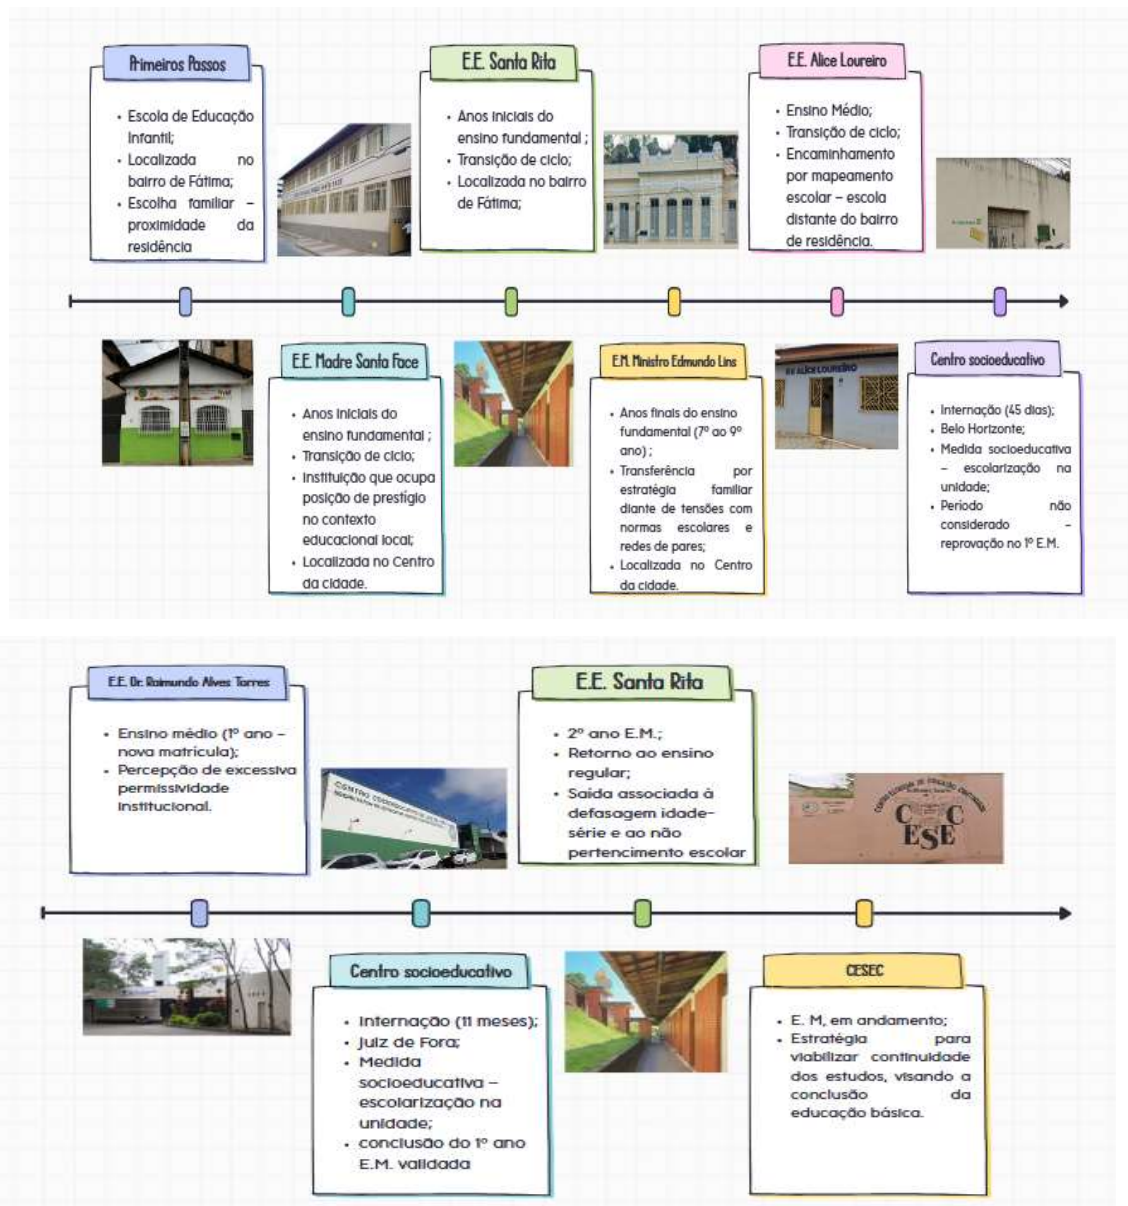 Primeiros Passos
• Escola de Educação
Infantil;
• Localizada no
bairro de Fátima;
• Escolha familiar –
proximidade da
residência
E.E. Madre Santa Face
• Anos iniciais do
ensino fundamental ;
• Transição de ciclo;
• Instituição que ocupa
posição de prestígio
no contexto
educacional local;
• Localizada no Centro
da cidade.
E.E. Santa Rita
• Anos iniciais do
ensino fundamental ;
• Transição de ciclo;
• Localizada no bairro
de Fátima;
E.M. Ministro Edmundo Lins
• Anos finais do ensino
fundamental (7º ao 9º
ano) ;
• Transferência por
estratégia familiar
diante de tensões com
normas escolares e
redes de pares;
• Localizada no Centro
da cidade.
E.E. Alice Loureiro
• Ensino Médio;
• Transição de ciclo;
• Encaminhamento
por mapeamento
escolar – escola
distante do bairro
de residência.
E.E ALICE LOUREIRO
Centro socioeducativo
• Internação (45 dias);
• Belo Horizonte;
• Medida socioeducativa
– escolarização na
unidade;
• Período não
considerado –
reprovação no 1º E.M.
E.E. Dr. Raimundo Alves Torres
• Ensino médio (1º ano –
nova matrícula);
• Percepção de excessiva
permissividade
institucional.
CENTRO SOCIOEDUCATIVO
Centro socioeducativo
• Internação (11 meses);
• Juiz de Fora;
• Medida
socioeducativa –
escolarização na
unidade;
• conclusão do 1º ano
E.M. validada
E.E. Santa Rita
• 2º ano E.M.;
• Retorno ao ensino
regular;
• Saída associada à
defasagem idade-
série e ao não
pertencimento escolar
CESEC
• E. M, em andamento;
• Estratégia para
viabilizar continuidade
dos estudos, visando a
conclusão da
educação básica.